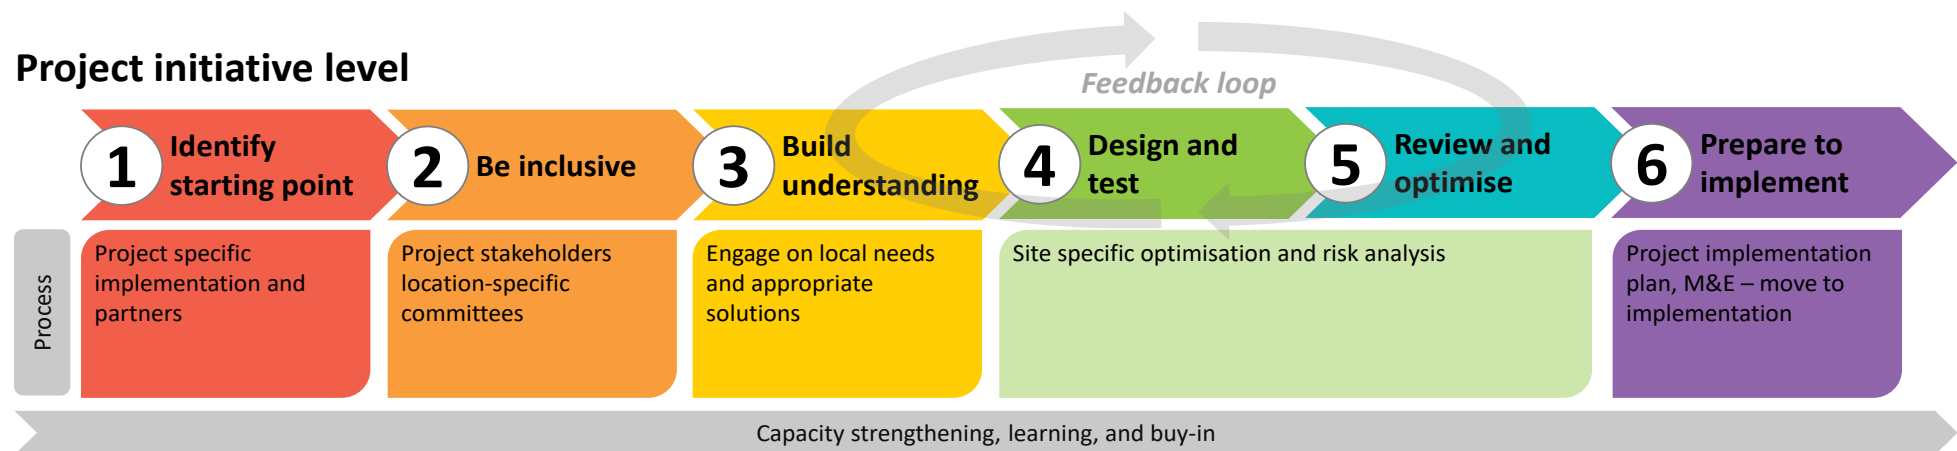 Project initiative level
Feedback loop
1
Identify
starting point
2
Be inclusive
3
Build
understanding
4
Design and
test
5
Review and
optimise
6
Prepare to
implement
Process
Project specific
implementation and
partners
Project stakeholders
location-specific
committees
Engage on local needs
and appropriate
solutions
Site specific optimisation and risk analysis
Project implementation
plan, M&E – move to
implementation
Capacity strengthening, learning, and buy-in